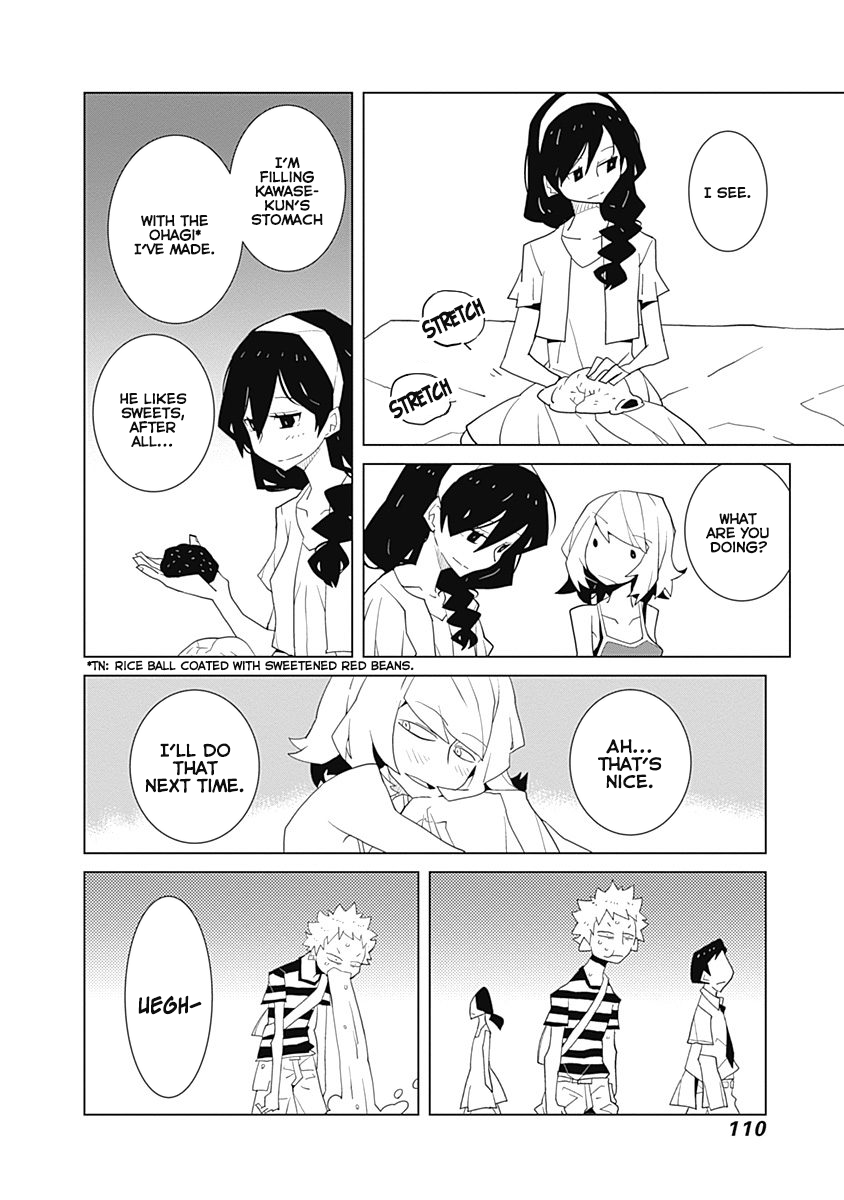 I SEE.
STRETCH
STRETCH
WHAT
ARE YOU
DOING?
I'M
FILLING
KAWASE-
KUN'S
STOMACH
WITH THE
OHAGI*
I'VE MADE.
HE LIKES
SWEETS,
AFTER
ALL...
*TN: RICE BALL COATED WITH SWEETENED RED BEANS.
AH...
THAT'S
NICE.
I'LL DO
THAT
NEXT TIME.
UEGH-
110